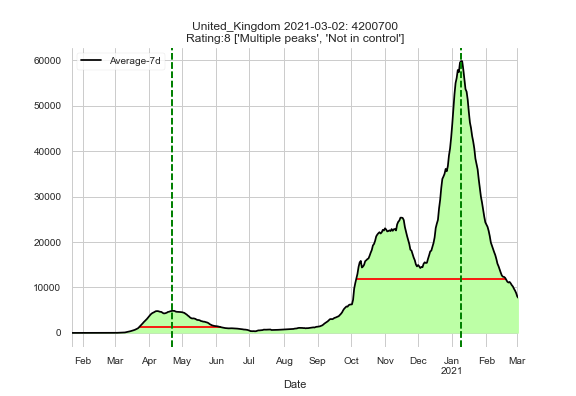 United_Kingdom 2021-03-02: 4200700
Rating:8 ['Multiple peaks', 'Not in control']
Average-7d
60000
50000
40000
30000
20000
10000
0
Feb Mar Apr May Jun Jul Aug Sep Oct Nov Dec Jan Feb Mar
2021
Date